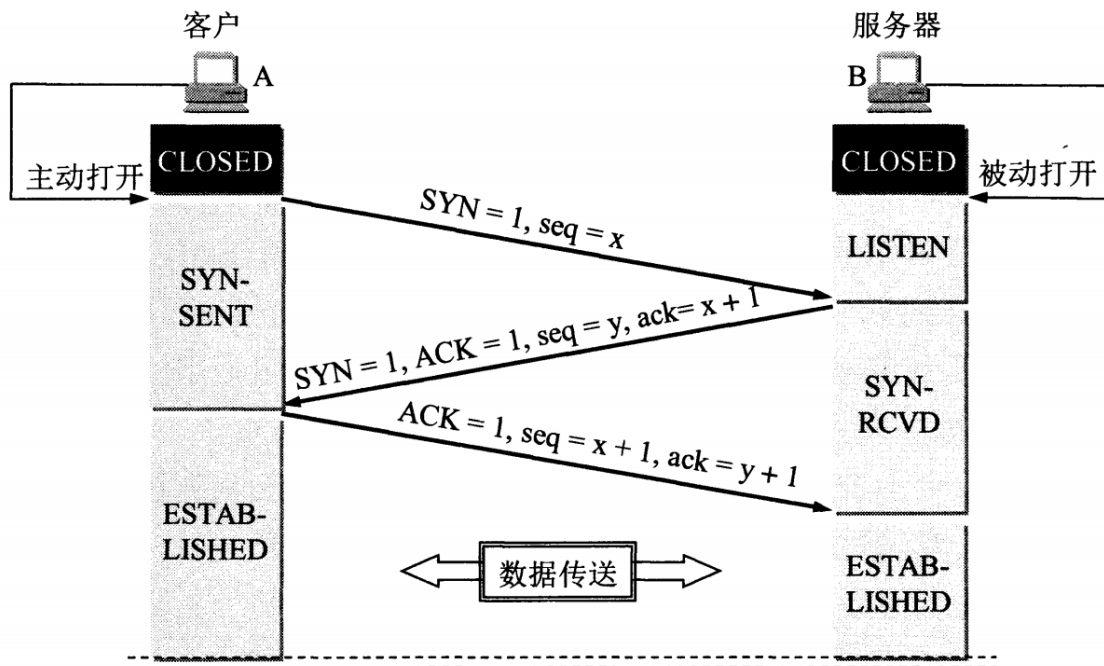 客户
服务器
A
B
CLOSED
CLOSED
主动打开
被动打开
SYN = 1, seq = x
LISTEN
SYN-
SENT
SYN = 1, ACK = 1, seq = y, ack= x + 1
SYN-
RCVD
ACK = 1, seq = x + 1, ack = y + 1
ESTAB-
LISHED
数据传送
ESTAB-
LISHED